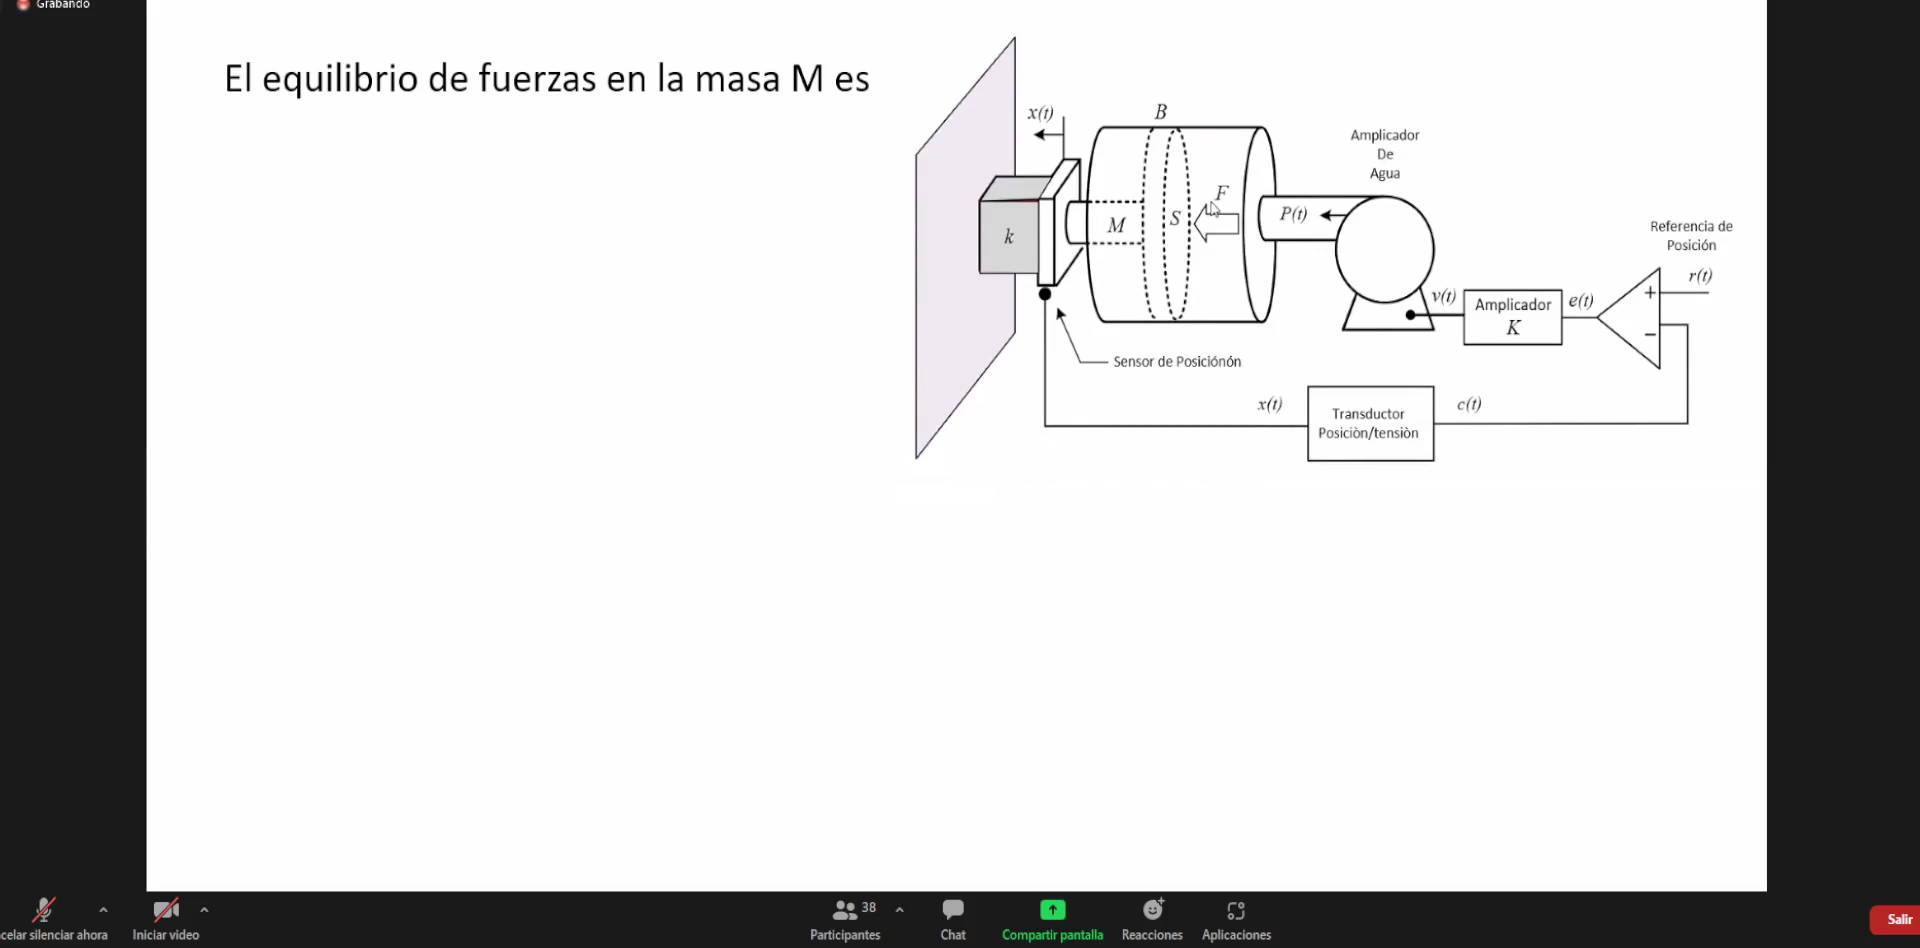 Grabando
El equilibrio de fuerzas en la masa M es
x(t)
B
Amplicador
De
Agua
F
P(t)
S
M
k
Referencia de
Posición
r(t)
+
v(t)
Amplicador
K
e(t)
−
Sensor de Posiciónón
x(t)
Transductor
Posiciòn/tensiòn
c(t)
celar silenciar ahora
Iniciar video
38
Participantes
Chat
Compartir pantalla
Reacciones
Aplicaciones
Salir